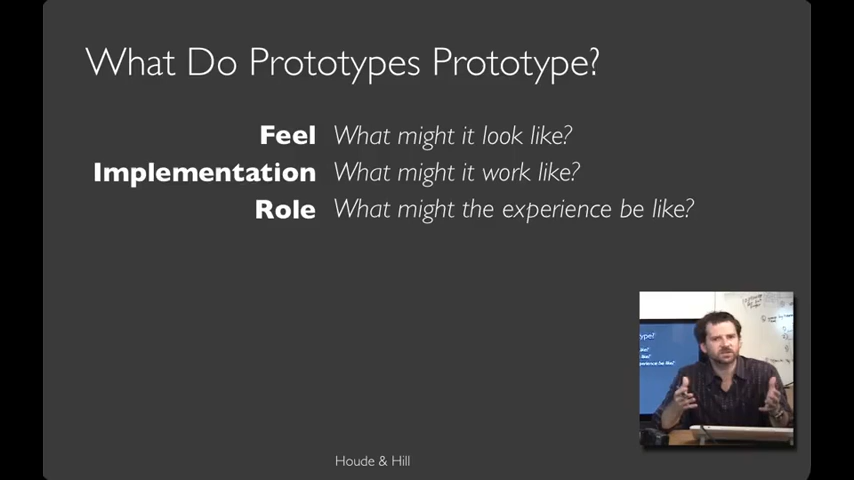 What Do Prototypes Prototype?
Feel What might it look like?
Implementation What might it work like?
Role What might the experience be like?
Houde & Hill